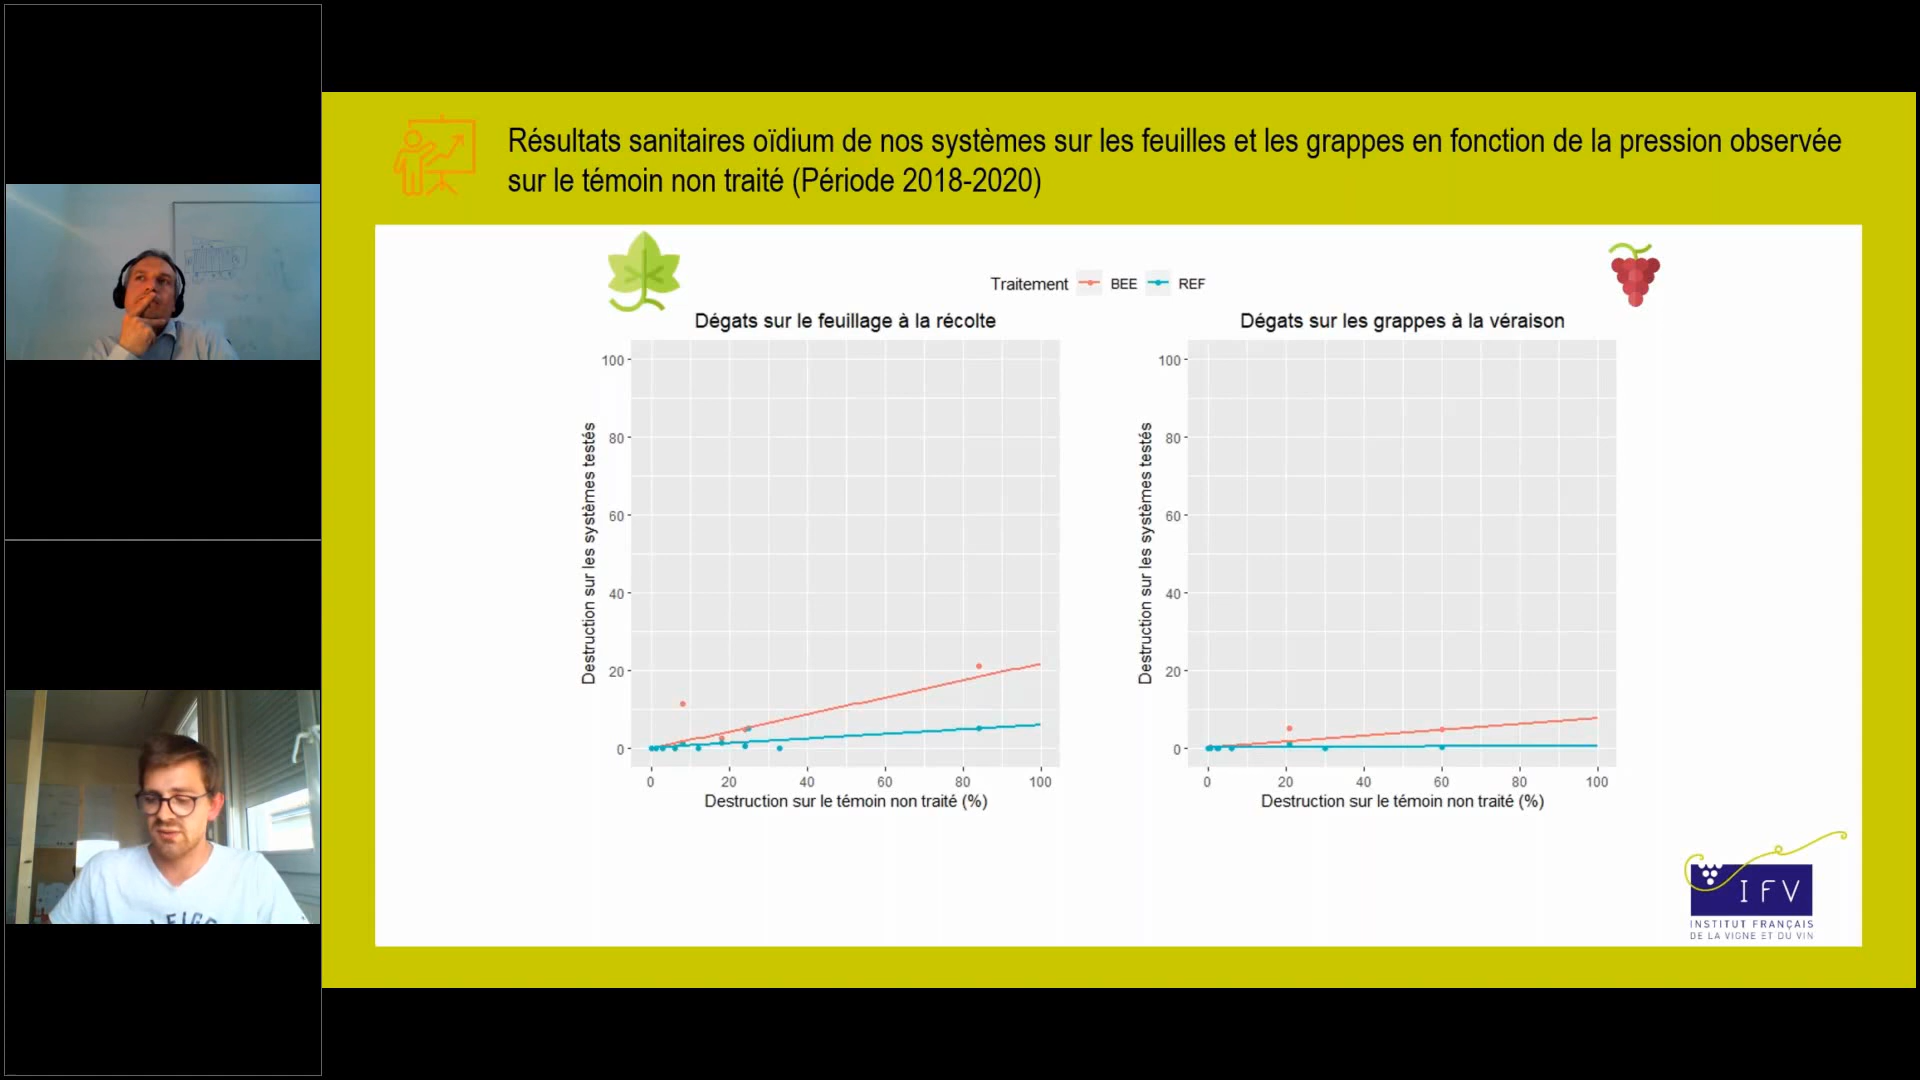 Résultats sanitaires oïdium de nos systèmes sur les feuilles et les grappes en fonction de la pression observée
sur le témoin non traité (Période 2018-2020)
Traitement BEE REF
Dégats sur le feuillage à la récolte
Destruction sur les systèmes testés
100
80
60
40
20
0
0 20 40 60 80 100
Destruction sur le témoin non traité (%)
Dégats sur les grappes à la véraison
Destruction sur les systèmes testés
100
80
60
40
20
0
0 20 40 60 80 100
Destruction sur le témoin non traité (%)
IFV
INSTITUT FRANÇAIS
DE LA VIGNE ET DU VIN